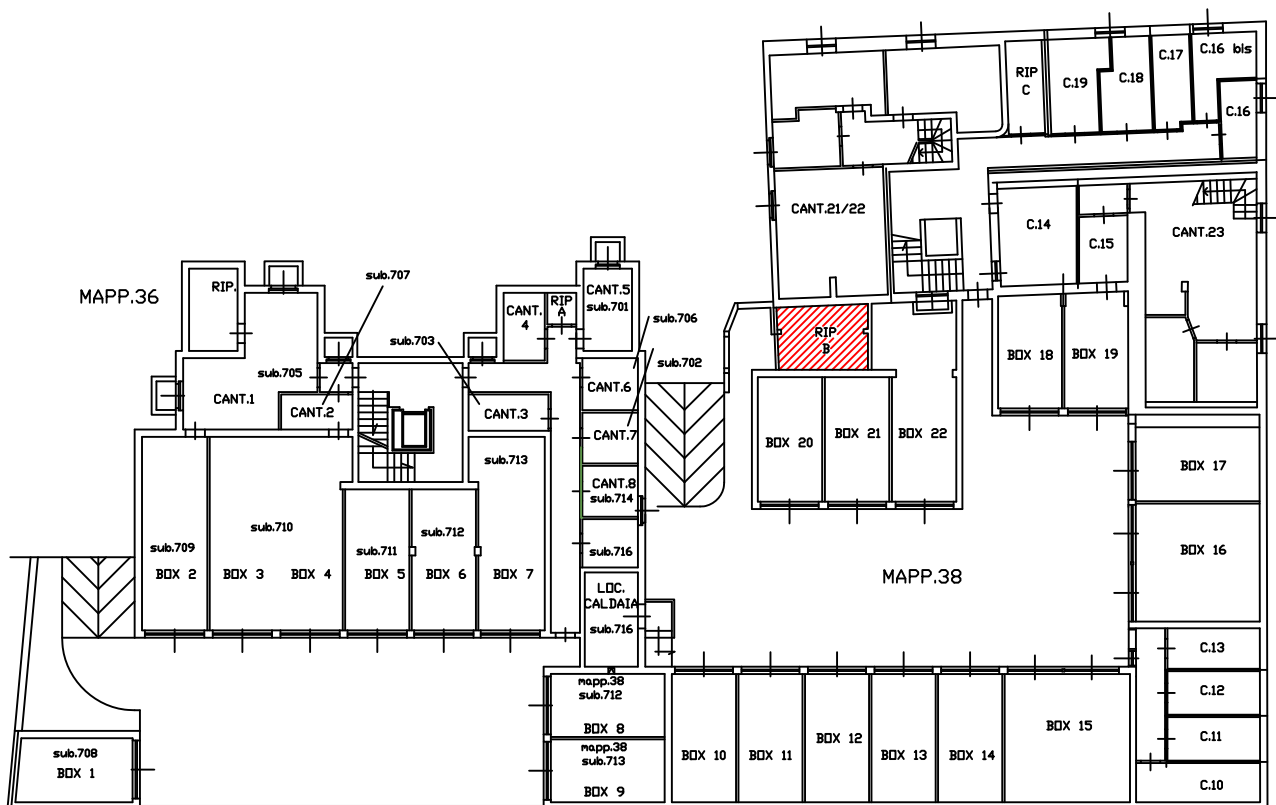 C.16 bis
C.17
RIP
C
C.19
C.18
C.16
CANT.21/22
C.14
C.15
CANT.23
MAPP.36
RIP.
sub.707
CANT.5
sub.701
CANT.
4
RIP
A
sub.706
sub.703
sub.702
RIP
B
BOX 18
BOX 19
sub.705
CANT.1
CANT.2
CANT.3
CANT.6
CANT.7
BOX 20
BOX 21
BOX 22
sub.713
CANT.8
sub.714
BOX 17
sub.710
sub.709
sub.711
sub.712
sub.716
BOX 16
BOX 2
BOX 3
BOX 4
BOX 5
BOX 6
BOX 7
MAPP.38
LOC.
CALDAIA
sub.716
C.13
C.12
C.11
C.10
mapp.38
sub.712
BOX 8
mapp.38
sub.713
BOX 9
BOX 10
BOX 11
BOX 12
BOX 13
BOX 14
BOX 15
sub.708
BOX 1